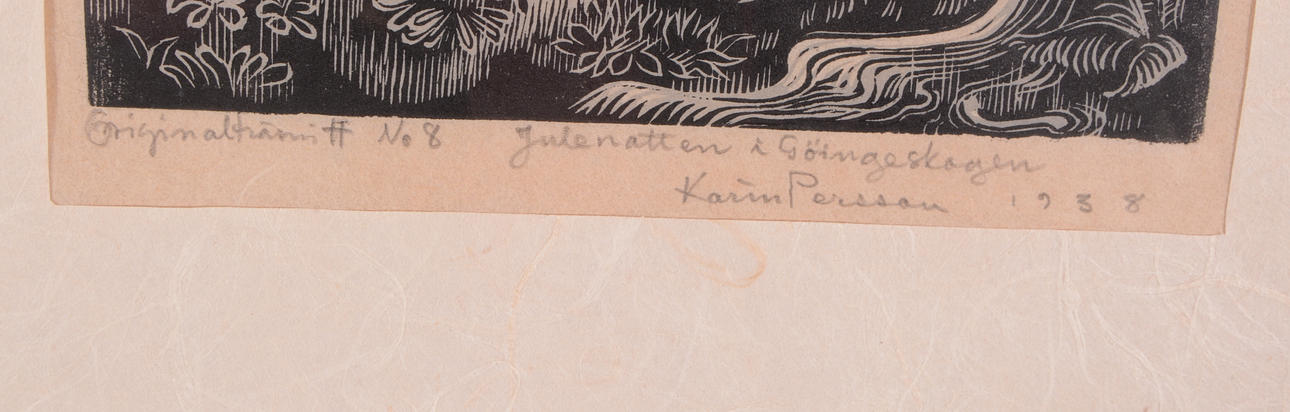 Originalträsnitt No 8 Julenatten i Göingeskogen
Karin Persson 1938